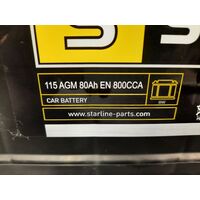 S S
115 AGM 80Ah EN 800CCA
CAR BATTERY
www.starline-parts.com